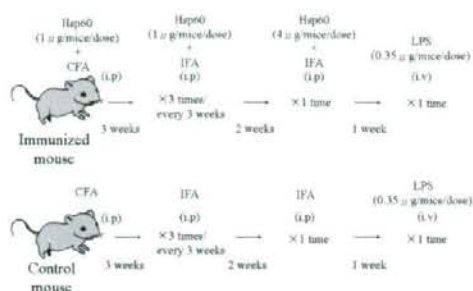 Hsp60 Hsp60 Hsp60
(1 μ g/mice/dose) (1 μ g/mice/dose) (4 μ g/mice/dose) LPS
+ + + (0.35 μ g/mice/dose)
CFA IFA IFA
(i.p) (i.p) (i.p) (i.v)
→ ×3 times/ → ×1 time → ×1 time
every 3 weeks
3 weeks 2 weeks 1 week
Immunized
mouse
CFA IFA IFA LPS
(0.35 μ g/mice/dose)
(i.p) (i.p) (i.p) (i.v)
→ ×3 times/ → ×1 time → ×1 time
every 3 weeks
3 weeks 2 weeks 1 week
Control
mouse